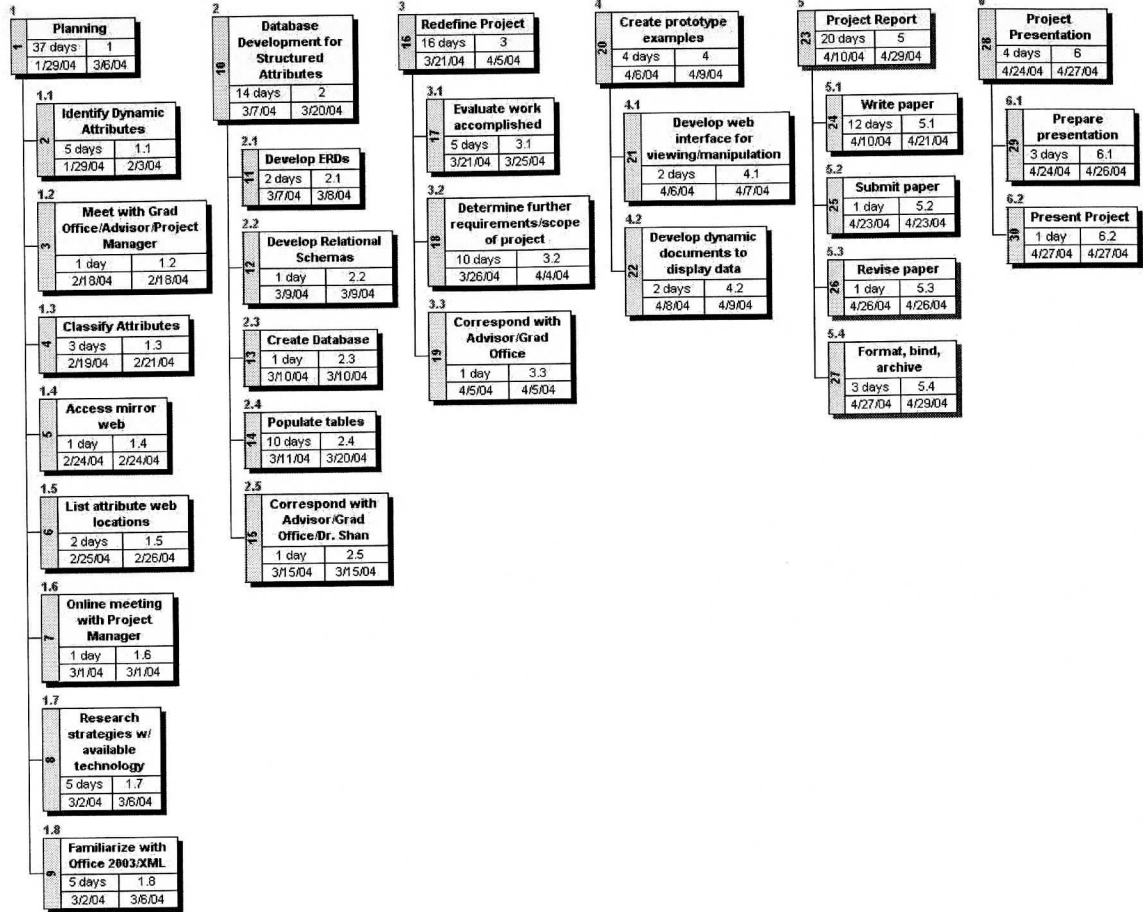 1
1
Planning
37 days 1
1/29/04 3/6/04
1.1
2
Identify Dynamic
Attributes
5 days 1.1
1/29/04 2/3/04
1.2
3
Meet with Grad
Office/Advisor/Project
Manager
1 day 1.2
2/18/04 2/18/04
1.3
4
Classify Attributes
3 days 1.3
2/19/04 2/21/04
1.4
5
Access mirror
web
1 day 1.4
2/24/04 2/24/04
1.5
6
List attribute web
locations
2 days 1.5
2/25/04 2/26/04
1.6
7
Online meeting
with Project
Manager
1 day 1.6
3/1/04 3/1/04
1.7
8
Research
strategies w/
available
technology
5 days 1.7
3/2/04 3/6/04
1.8
9
Familiarize with
Office 2003/XML
5 days 1.8
3/2/04 3/6/04
2
10
Database
Development for
Structured
Attributes
14 days 2
3/7/04 3/20/04
2.1
11
Develop ERDs
2 days 2.1
3/7/04 3/8/04
2.2
12
Develop Relational
Schemas
1 day 2.2
3/9/04 3/9/04
2.3
13
Create Database
1 day 2.3
3/10/04 3/10/04
2.4
14
Populate tables
10 days 2.4
3/11/04 3/20/04
2.5
15
Correspond with
Advisor/Grad
Office/Dr. Shan
1 day 2.5
3/15/04 3/15/04
3
16
Redefine Project
16 days 3
3/21/04 4/5/04
3.1
17
Evaluate work
accomplished
5 days 3.1
3/21/04 3/25/04
3.2
18
Determine further
requirements/scope
of project
10 days 3.2
3/26/04 4/4/04
3.3
19
Correspond with
Advisor/Grad
Office
1 day 3.3
4/5/04 4/5/04
4
20
Create prototype
examples
4 days 4
4/6/04 4/9/04
4.1
21
Develop web
interface for
viewing/manipulation
2 days 4.1
4/6/04 4/7/04
4.2
22
Develop dynamic
documents to
display data
2 days 4.2
4/8/04 4/9/04
5
23
Project Report
20 days 5
4/10/04 4/29/04
5.1
24
Write paper
12 days 5.1
4/10/04 4/21/04
5.2
25
Submit paper
1 day 5.2
4/23/04 4/23/04
5.3
26
Revise paper
1 day 5.3
4/26/04 4/26/04
5.4
27
Format, bind,
archive
3 days 5.4
4/27/04 4/29/04
6
28
Project
Presentation
4 days 6
4/24/04 4/27/04
6.1
29
Prepare
presentation
3 days 6.1
4/24/04 4/26/04
6.2
30
Present Project
1 day 6.2
4/27/04 4/27/04